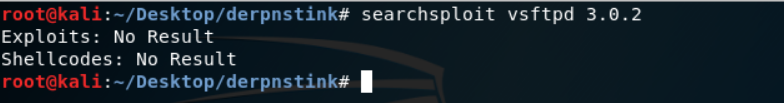 root@kali:~/Desktop/derpnstink# searchsploit vsftpd 3.0.2
Exploits: No Result
Shellcodes: No Result
root@kali:~/Desktop/derpnstink#